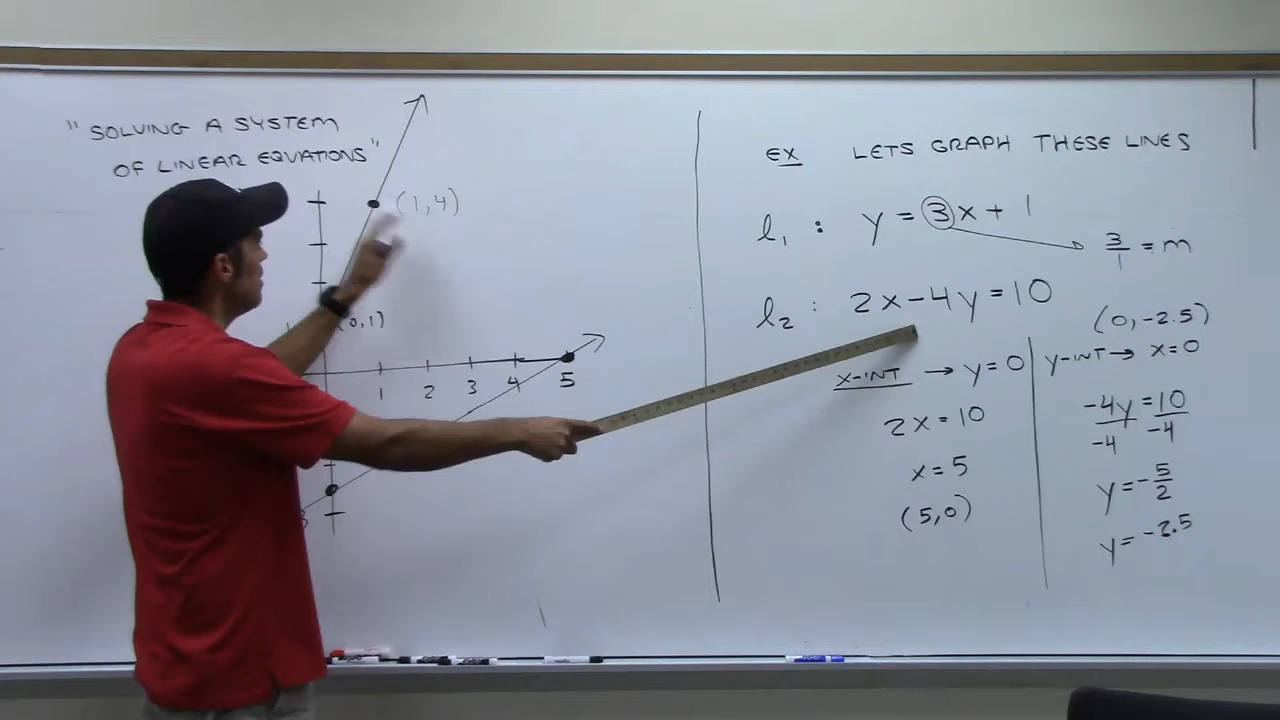 "SOLVING A SYSTEM
OF LINEAR EQUATIONS"
(1,4)
(0,1)
1 2 3 4 5
EX LETS GRAPH THESE LINES
l₁ : y = 3x + 1
3/1 = m
l₂ : 2x - 4y = 10
(0, -2.5)
X-INT → y = 0
2x = 10
x = 5
(5,0)
y-INT → x = 0
-4y/-4 = 10/-4
y = -5/2
y = -2.5